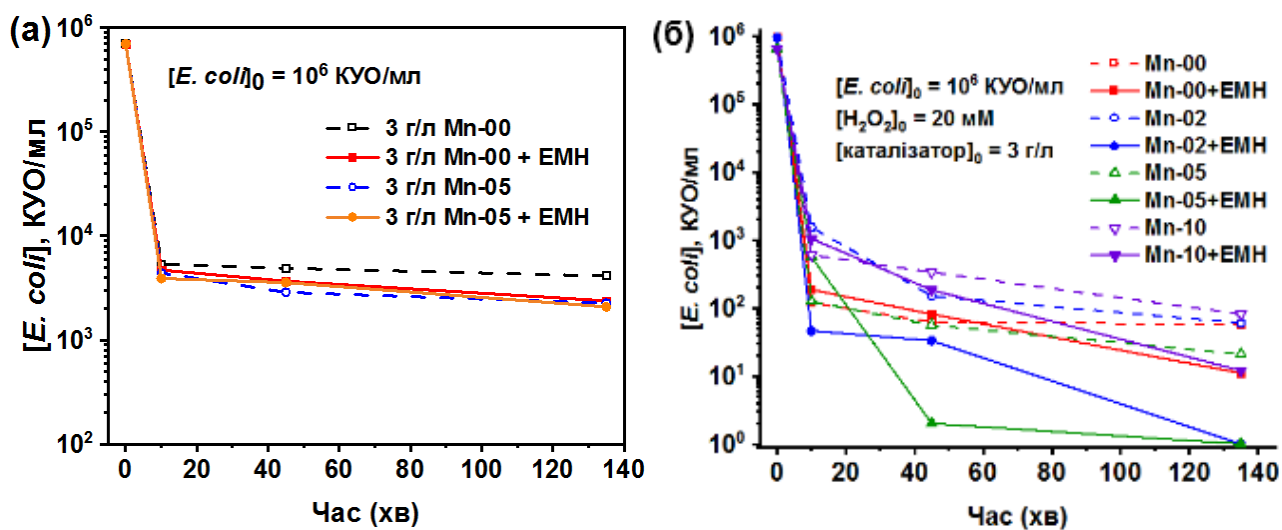 (а)
[E. coli], КУО/мл
10⁶
10⁵
10⁴
10³
10²
[E. coli]₀ = 10⁶ КУО/мл
3 г/л Mn-00
3 г/л Mn-00 + ЕМН
3 г/л Mn-05
3 г/л Mn-05 + ЕМН
0 20 40 60 80 100 120 140
Час (хв)
(б)
[E. coli], КУО/мл
10⁶
10⁵
10⁴
10³
10²
10¹
10⁰
[E. coli]₀ = 10⁶ КУО/мл
[H₂O₂]₀ = 20 мМ
[каталізатор]₀ = 3 г/л
Mn-00
Mn-00+ЕМН
Mn-02
Mn-02+ЕМН
Mn-05
Mn-05+ЕМН
Mn-10
Mn-10+ЕМН
0 20 40 60 80 100 120 140
Час (хв)